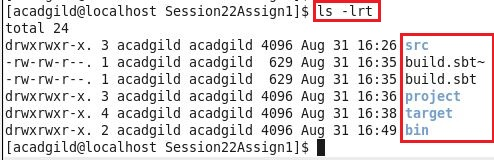 [acadgild@localhost Session22Assign1]$ ls -lrt
total 24
drwxrwxr-x. 3 acadgild acadgild 4096 Aug 31 16:26 src
-rw-rw-r--. 1 acadgild acadgild  629 Aug 31 16:35 build.sbt~
-rw-rw-r--. 1 acadgild acadgild  629 Aug 31 16:35 build.sbt
drwxrwxr-x. 3 acadgild acadgild 4096 Aug 31 16:36 project
drwxrwxr-x. 4 acadgild acadgild 4096 Aug 31 16:38 target
drwxrwxr-x. 2 acadgild acadgild 4096 Aug 31 16:49 bin
[acadgild@localhost Session22Assign1]$